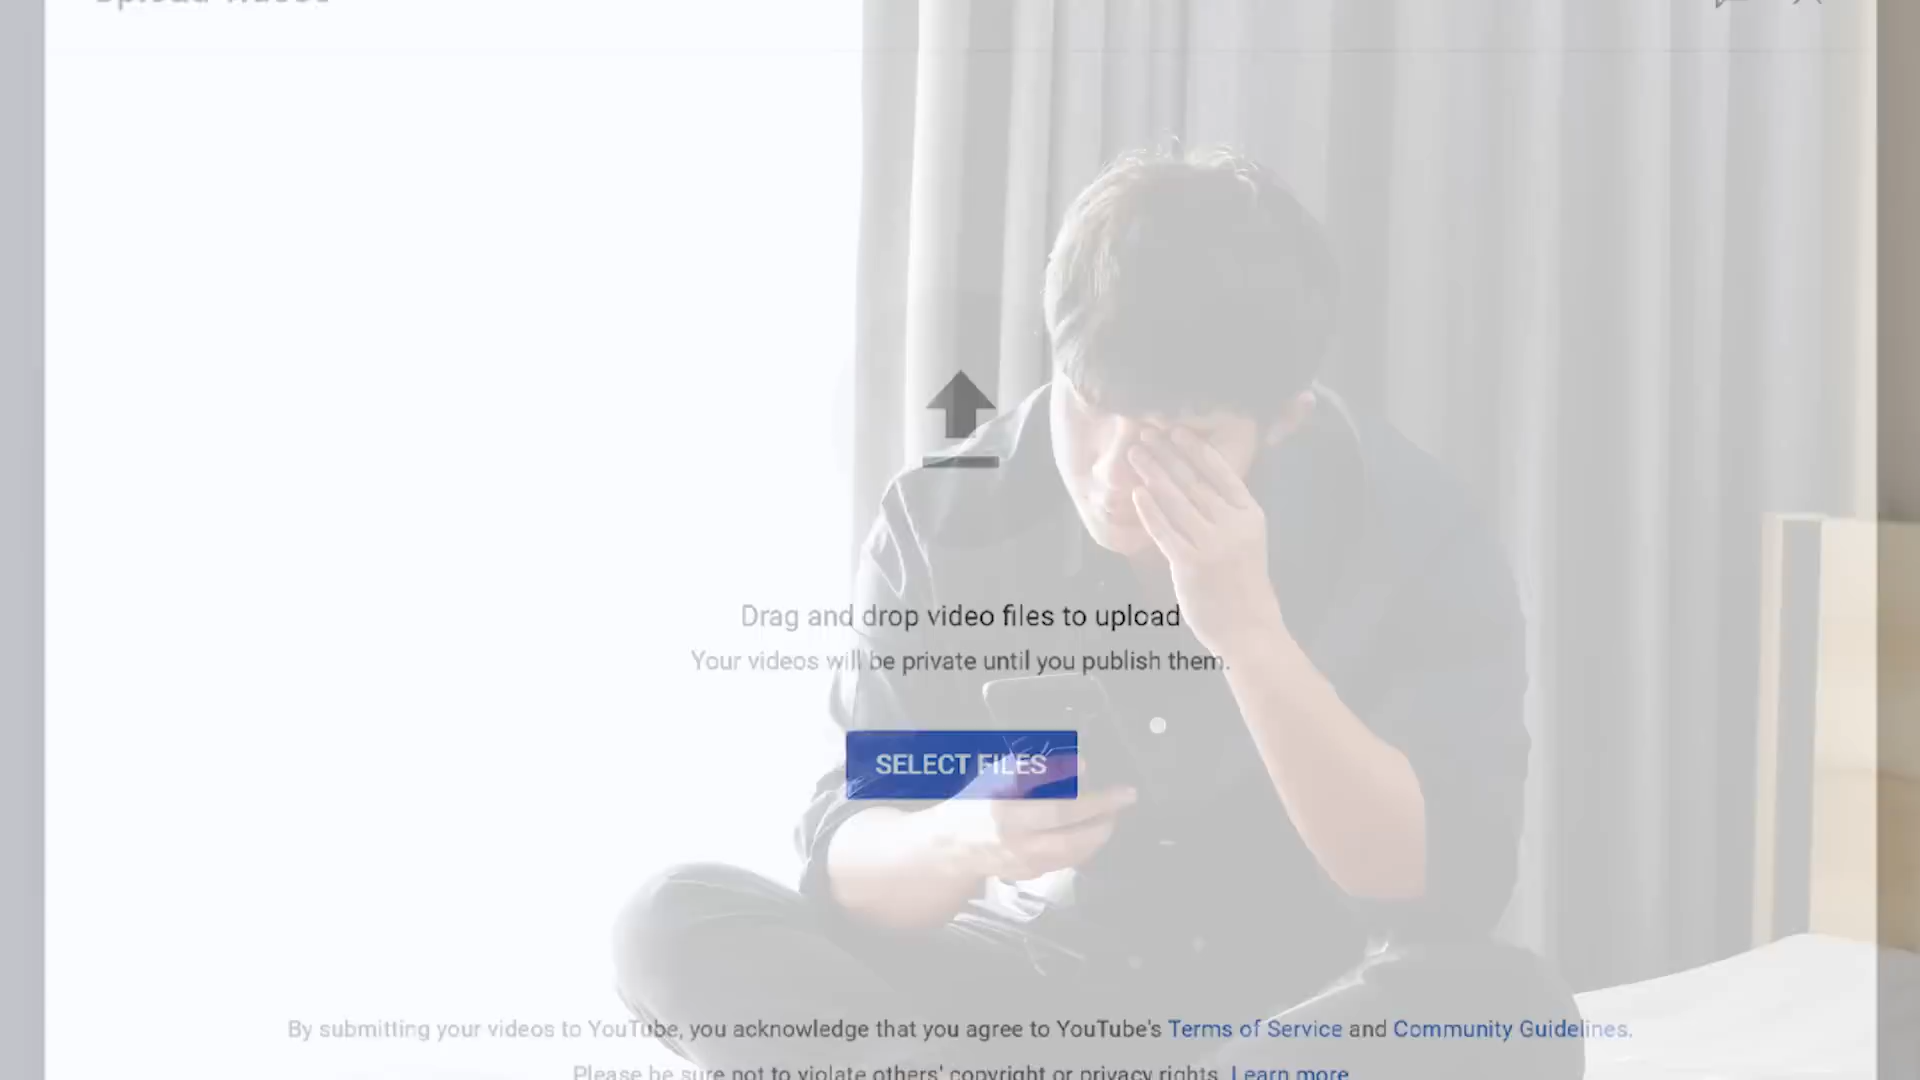 Upload videos
Drag and drop video files to upload
Your videos will be private until you publish them.
SELECT FILES
By submitting your videos to YouTube, you acknowledge that you agree to YouTube's Terms of Service and Community Guidelines.
Please be sure not to violate others' copyright or privacy rights. Learn more